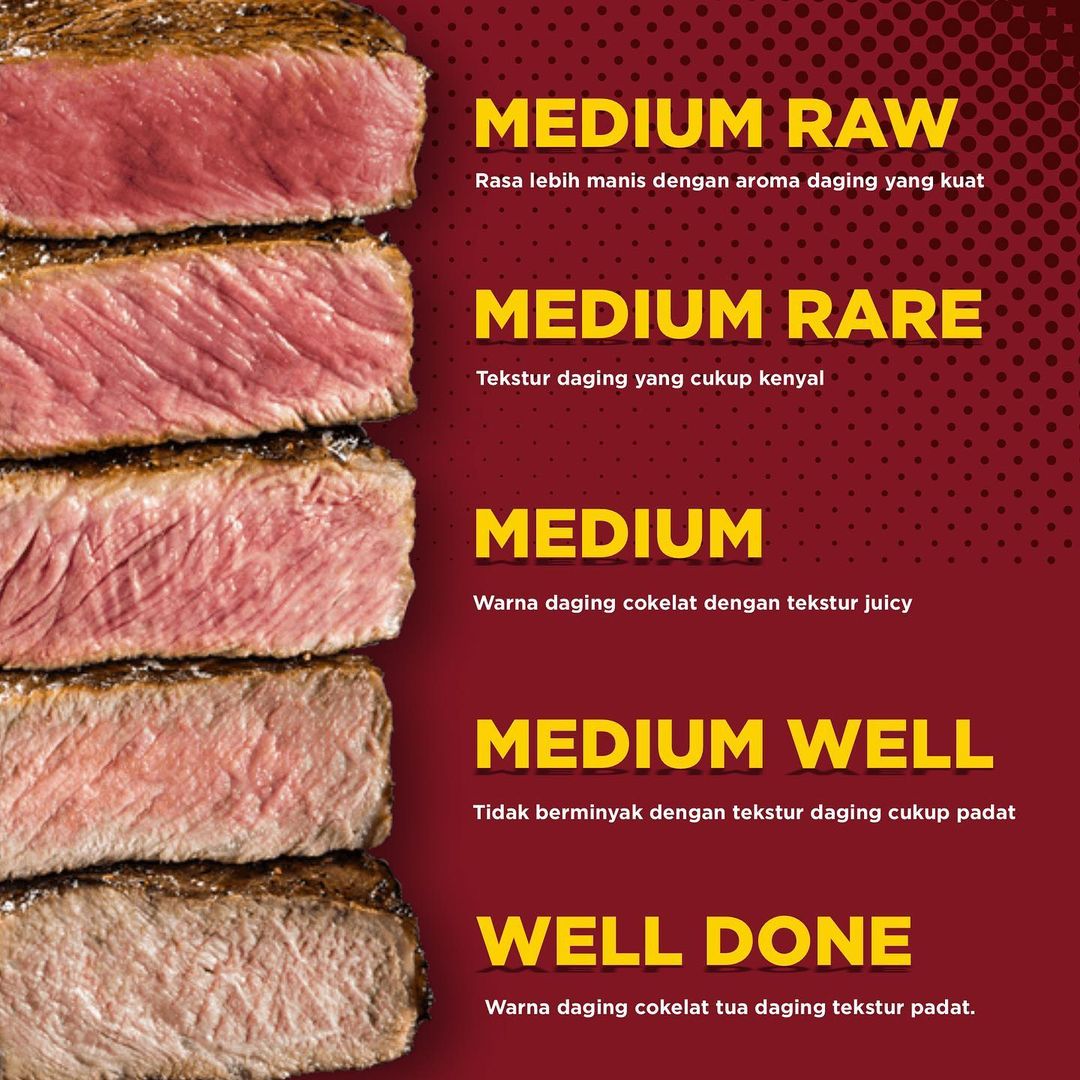 MEDIUM RAW
Rasa lebih manis dengan aroma daging yang kuat
MEDIUM RARE
Tekstur daging yang cukup kenyal
MEDIUM
Warna daging cokelat dengan tekstur juicy
MEDIUM WELL
Tidak berminyak dengan tekstur daging cukup padat
WELL DONE
Warna daging cokelat tua daging tekstur padat.